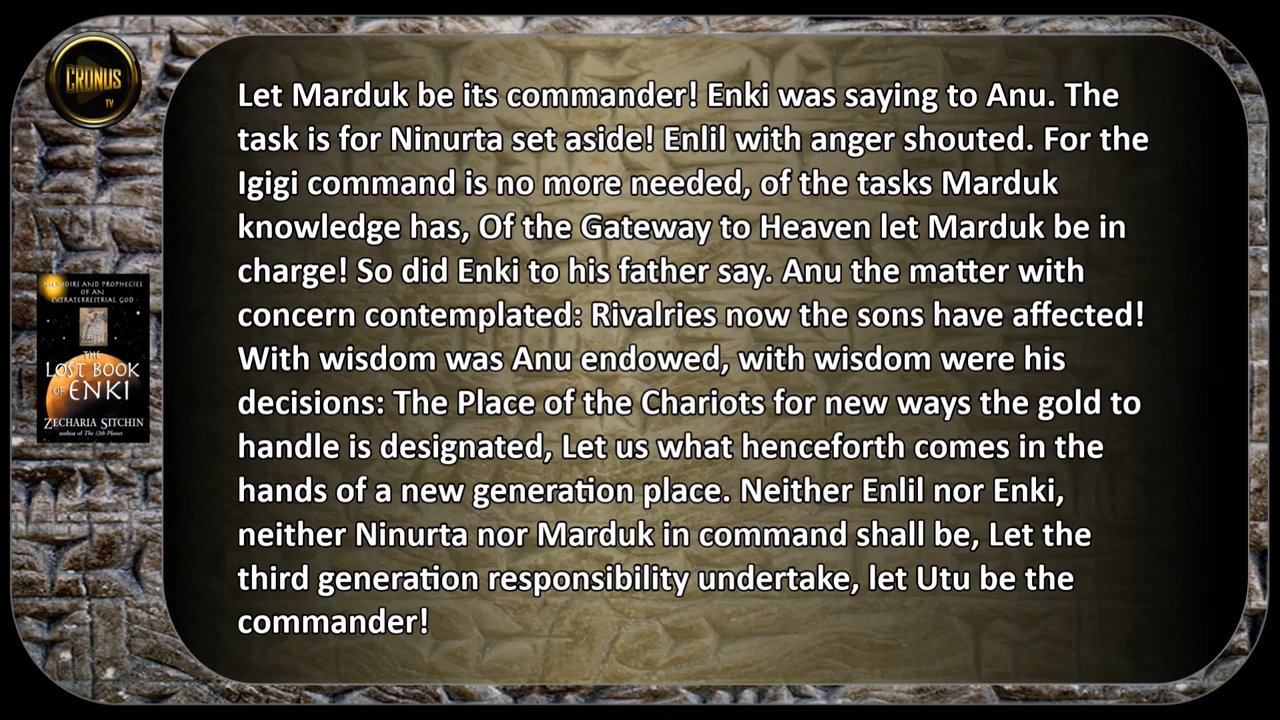 CRONUS
TV
Let Marduk be its commander! Enki was saying to Anu. The
task is for Ninurta set aside! Enlil with anger shouted. For the
Igigi command is no more needed, of the tasks Marduk
knowledge has, Of the Gateway to Heaven let Marduk be in
charge! So did Enki to his father say. Anu the matter with
concern contemplated: Rivalries now the sons have affected!
With wisdom was Anu endowed, with wisdom were his
decisions: The Place of the Chariots for new ways the gold to
handle is designated, Let us what henceforth comes in the
hands of a new generation place. Neither Enlil nor Enki,
neither Ninurta nor Marduk in command shall be, Let the
third generation responsibility undertake, let Utu be the
commander!
MEMOIRS AND PROPHECIES
OF AN
EXTRATERRESTRIAL GOD
THE
LOST BOOK
OF ENKI
ZECHARIA SITCHIN
author of The 12th Planet